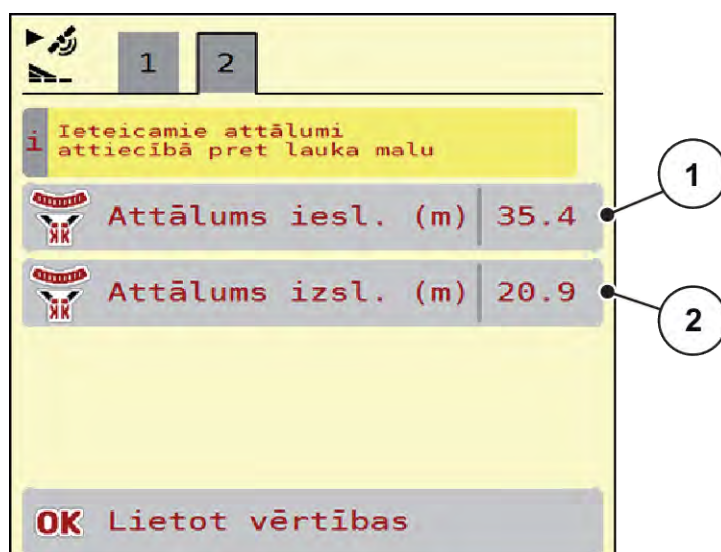 1 2
i Ieteicamie attālumi
attiecībā pret lauka malu
Attālums iesl. (m) 35.4
1
Attālums izsl. (m) 20.9
2
OK Lietot vērtības